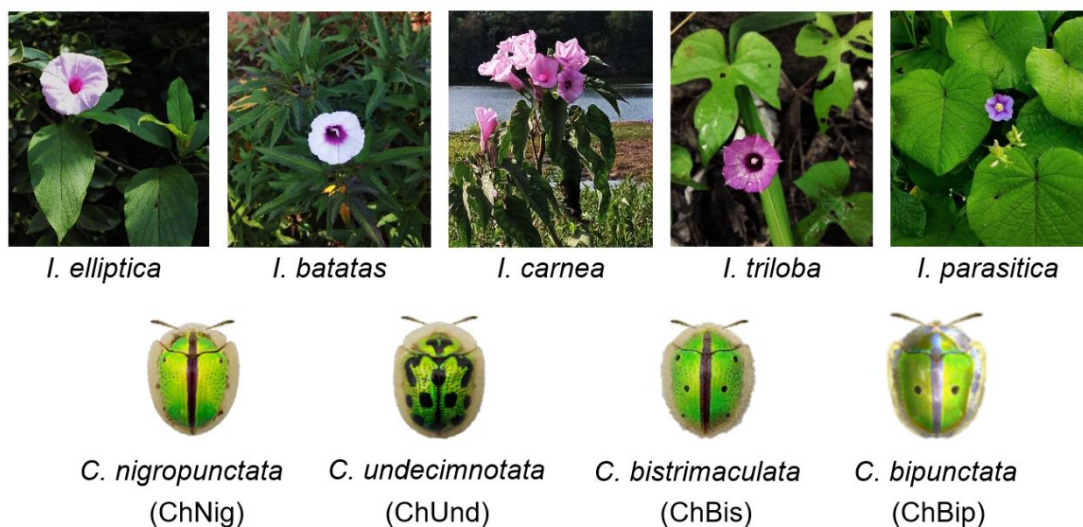 I. elliptica
I. batatas
I. carnea
I. triloba
I. parasitica
C. nigropunctata
C. undecimnotata
C. bistrimaculata
C. bipunctata
(ChNig)
(ChUnd)
(ChBis)
(ChBip)